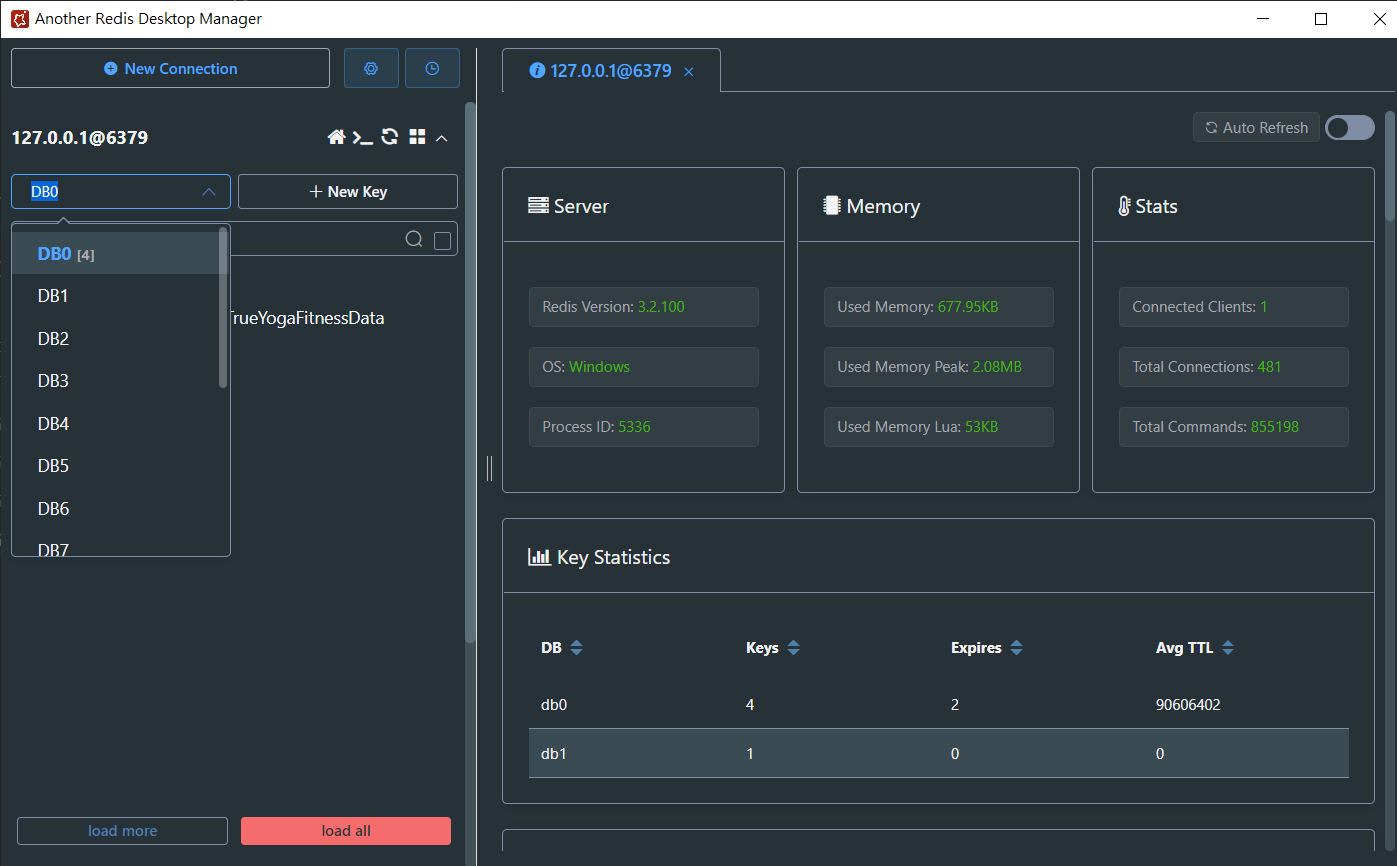 Another Redis Desktop Manager
New Connection
127.0.0.1@6379
127.0.0.1@6379
Auto Refresh
DB0
New Key
DB0 [4]
DB1
DB2
DB3
DB4
DB5
DB6
DB7
TrueYogaFitnessData
load more
load all
Server
Redis Version: 3.2.100
OS: Windows
Process ID: 5336
Memory
Used Memory: 677.95KB
Used Memory Peak: 2.08MB
Used Memory Lua: 53KB
Stats
Connected Clients: 1
Total Connections: 481
Total Commands: 855198
Key Statistics
DB Keys Expires Avg TTL
db0 4 2 90606402
db1 1 0 0